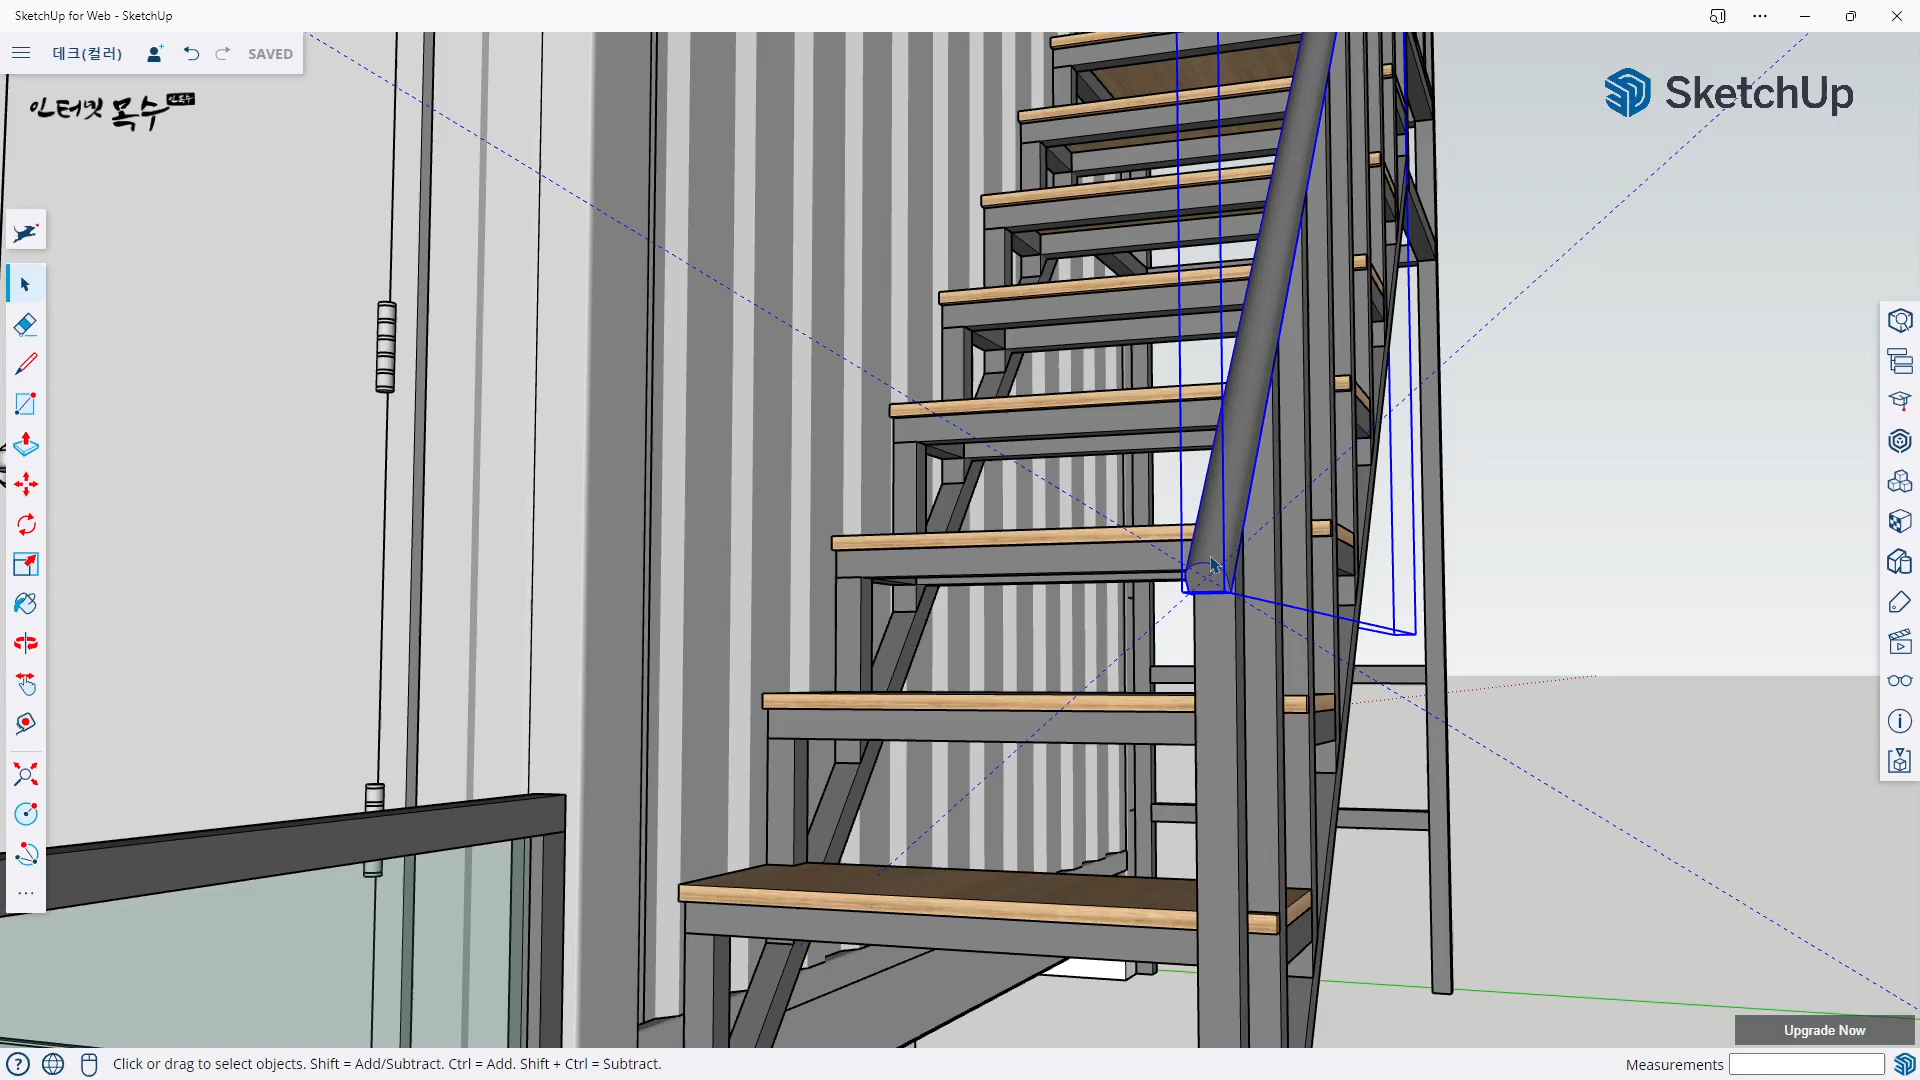 SketchUp for Web - SketchUp
데크(컬러)
SAVED
인터빗 목수
SketchUp
Upgrade Now
Click or drag to select objects. Shift = Add/Subtract. Ctrl = Add. Shift + Ctrl = Subtract.
Measurements